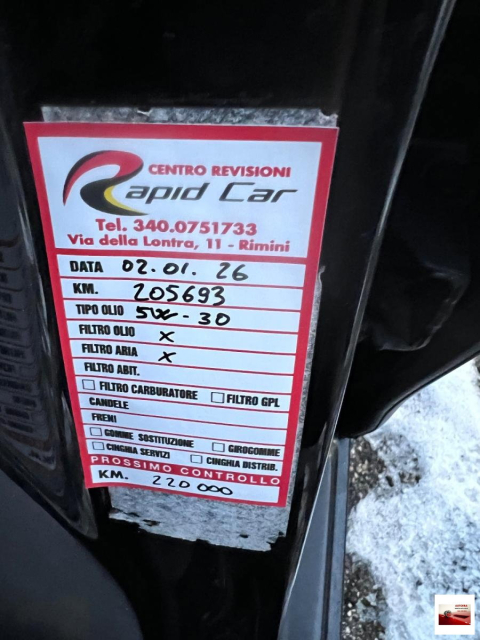 CENTRO REVISIONI
Rapid Car
Tel. 340.0751733
Via della Lontra, 11 - Rimini
DATA 02.01.26
KM. 205693
TIPO OLIO 5W-30
FILTRO OLIO X
FILTRO ARIA X
FILTRO ABIT.
FILTRO CARBURATORE FILTRO GPL
CANDELE
FRENI
GOMME SOSTITUZIONE GIROGOMME
CINGHIA SERVIZI CINGHIA DISTRIB.
PROSSIMO CONTROLLO
KM. 220000